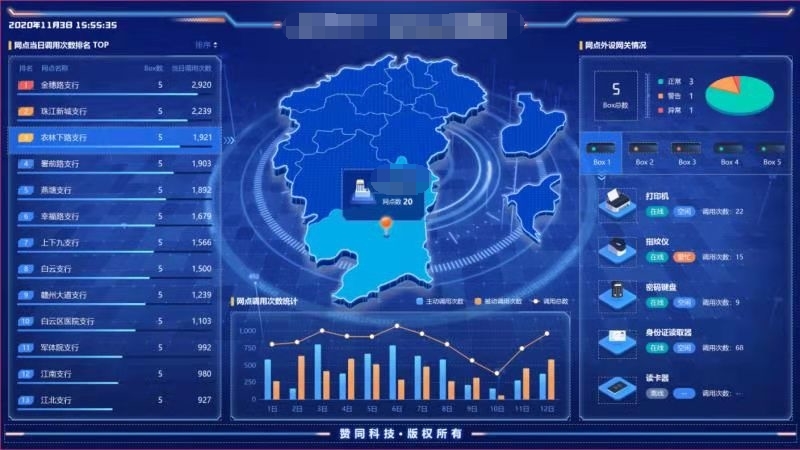 2020年11月3日 15:55:35
网点当日调用次数排名 TOP
排序
排名 网点名称 Box数 当日调用次数
1 金穗路支行 5 2,920
2 珠江新城支行 5 2,239
3 农林下路支行 5 1,921
4 署前路支行 5 1,903
5 燕塘支行 5 1,892
6 幸福路支行 5 1,679
7 上下九支行 5 1,566
8 白云支行 5 1,500
9 赣州大道支行 5 1,239
10 白云区医院支行 5 1,103
11 军体院支行 5 992
12 江南支行 5 980
13 江北支行 5 927
网点数 20
网点调用次数统计
主动调用次数 被动调用次数 调用总数
1,000
750
500
250
0
1日 2日 3日 4日 5日 6日 7日 8日 9日 10日 11日 12日
网点外设网关情况
5
Box总数
正常 3
警告 1
异常 1
Box 1 Box 2 Box 3 Box 4 Box 5
打印机
在线 空闲 调用次数: 22
指纹仪
在线 繁忙 调用次数: 15
密码键盘
在线 空闲 调用次数: 9
身份证读取器
在线 空闲 调用次数: 68
读卡器
离线 -- 调用次数: --
赞同科技·版权所有